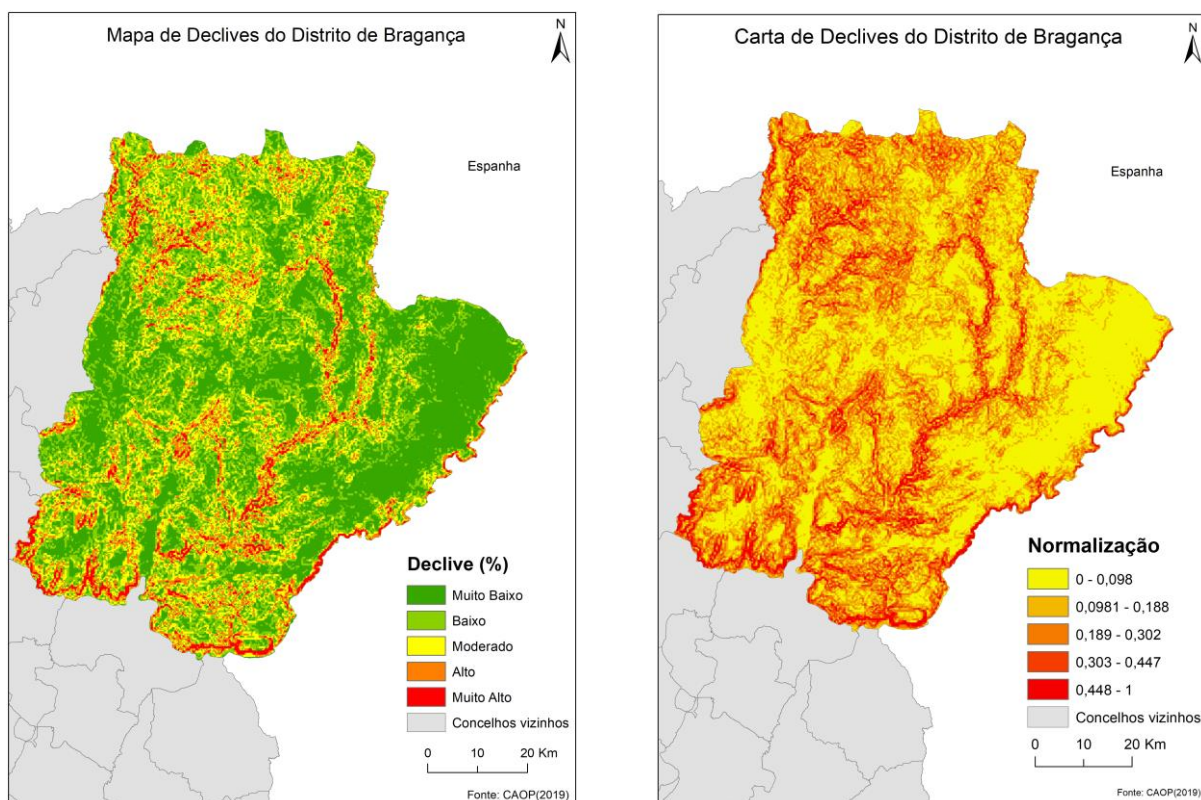 Mapa de Declives do Distrito de Bragança
N
Espanha
Declive (%)
Muito Baixo
Baixo
Moderado
Alto
Muito Alto
Concelhos vizinhos
0 10 20 Km
Fonte: CAOP(2019)
Carta de Declives do Distrito de Bragança
N
Espanha
Normalização
0 - 0,098
0,0981 - 0,188
0,189 - 0,302
0,303 - 0,447
0,448 - 1
Concelhos vizinhos
0 10 20 Km
Fonte: CAOP(2019)